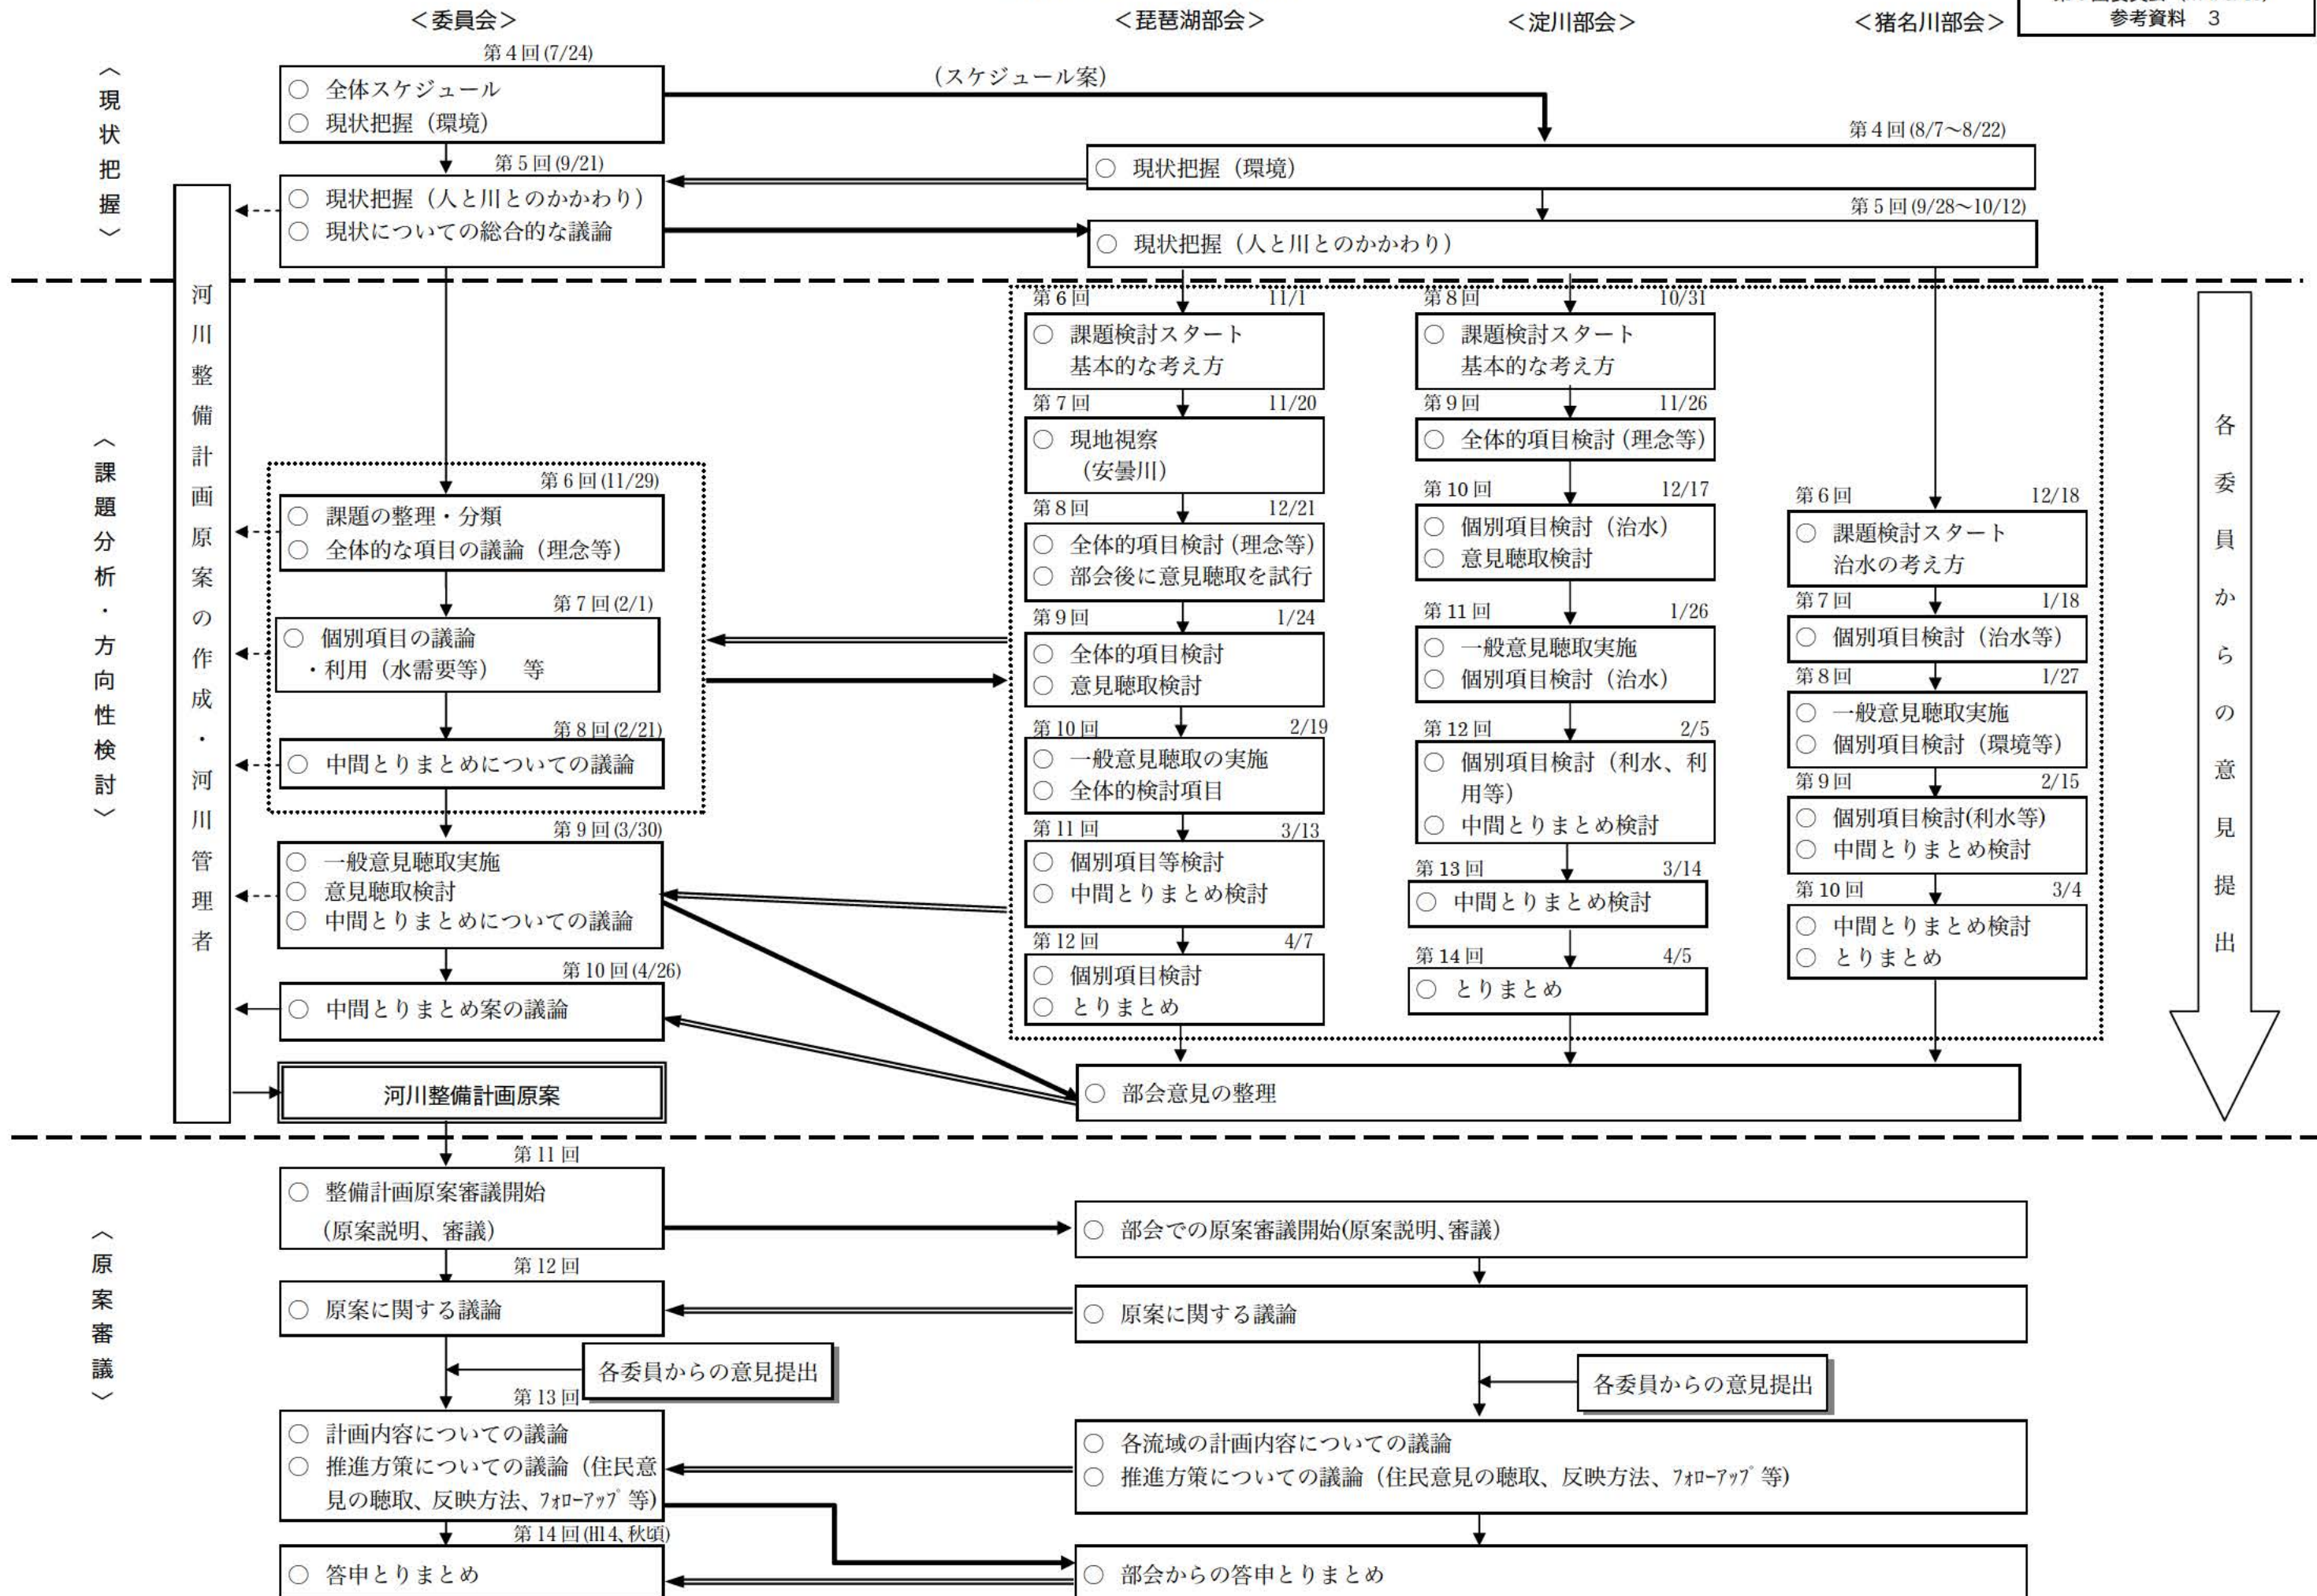 ＜委員会＞
＜琵琶湖部会＞
＜淀川部会＞
＜猪名川部会＞
参考資料　3
〈現状把握〉
第4回(7/24)
○ 全体スケジュール
○ 現状把握（環境）
（スケジュール案）
第4回(8/7～8/22)
○ 現状把握（環境）
第5回(9/21)
○ 現状把握（人と川とのかかわり）
○ 現状についての総合的な議論
第5回(9/28～10/12)
○ 現状把握（人と川とのかかわり）
河川整備計画原案の作成・河川管理者
〈課題分析・方向性検討〉
第6回(11/29)
○ 課題の整理・分類
○ 全体的な項目の議論（理念等）
第7回(2/1)
○ 個別項目の議論
・利用（水需要等）　等
第8回(2/21)
○ 中間とりまとめについての議論
第9回(3/30)
○ 一般意見聴取実施
○ 意見聴取検討
○ 中間とりまとめについての議論
第10回(4/26)
○ 中間とりまとめ案の議論
河川整備計画原案
第6回 11/1
○ 課題検討スタート
基本的な考え方
第7回 11/20
○ 現地視察
（安曇川）
第8回 12/21
○ 全体的項目検討（理念等）
○ 部会後に意見聴取を試行
第9回 1/24
○ 全体的項目検討
○ 意見聴取検討
第10回 2/19
○ 一般意見聴取の実施
○ 全体的検討項目
第11回 3/13
○ 個別項目等検討
○ 中間とりまとめ検討
第12回 4/7
○ 個別項目検討
○ とりまとめ
第8回 10/31
○ 課題検討スタート
基本的な考え方
第9回 11/26
○ 全体的項目検討（理念等）
第10回 12/17
○ 個別項目検討（治水）
○ 意見聴取検討
第11回 1/26
○ 一般意見聴取実施
○ 個別項目検討（治水）
第12回 2/5
○ 個別項目検討（利水、利
用等）
○ 中間とりまとめ検討
第13回 3/14
○ 中間とりまとめ検討
第14回 4/5
○ とりまとめ
第6回 12/18
○ 課題検討スタート
治水の考え方
第7回 1/18
○ 個別項目検討（治水等）
第8回 1/27
○ 一般意見聴取実施
○ 個別項目検討（環境等）
第9回 2/15
○ 個別項目検討(利水等)
○ 中間とりまとめ検討
第10回 3/4
○ 中間とりまとめ検討
○ とりまとめ
各委員からの意見提出
○ 部会意見の整理
〈原案審議〉
第11回
○ 整備計画原案審議開始
（原案説明、審議）
○ 部会での原案審議開始(原案説明、審議)
第12回
○ 原案に関する議論
○ 原案に関する議論
各委員からの意見提出
各委員からの意見提出
第13回
○ 計画内容についての議論
○ 推進方策についての議論（住民意
見の聴取、反映方法、ﾌｫﾛｰｱｯﾌﾟ等)
○ 各流域の計画内容についての議論
○ 推進方策についての議論（住民意見の聴取、反映方法、ﾌｫﾛｰｱｯﾌﾟ等)
第14回(H14、秋頃)
○ 答申とりまとめ
○ 部会からの答申とりまとめ